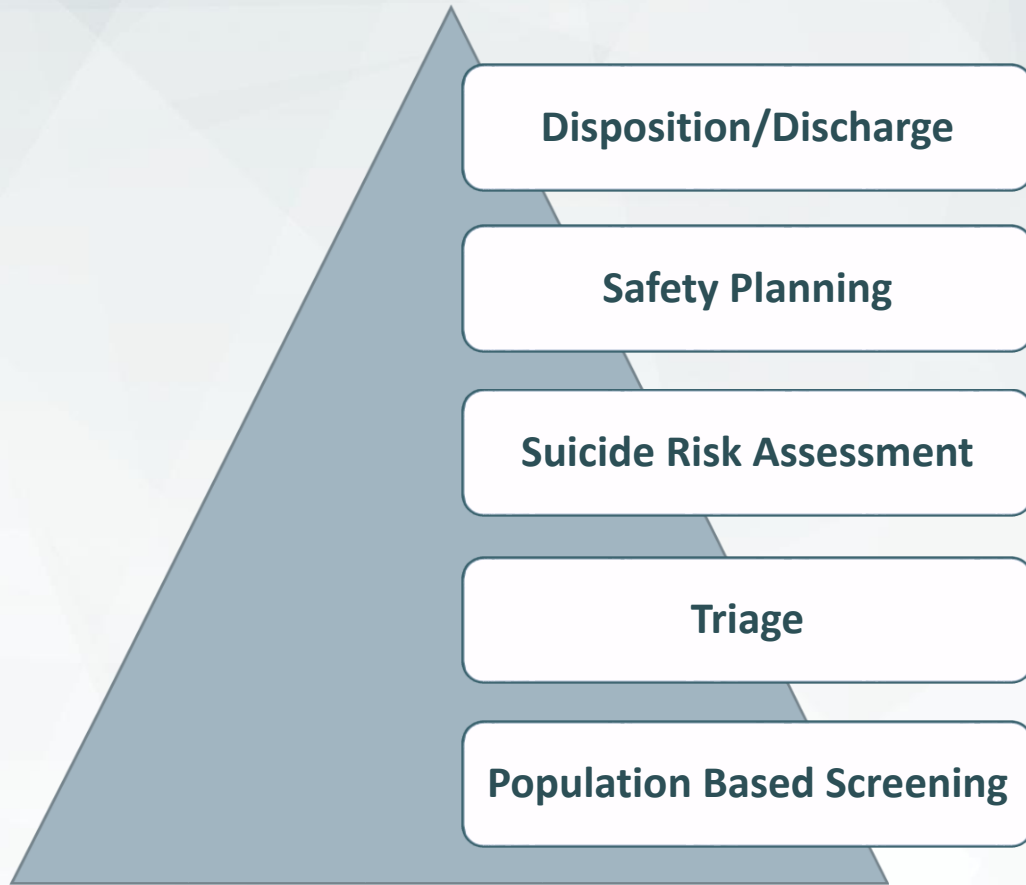 Disposition/Discharge
Safety Planning
Suicide Risk Assessment
Triage
Population Based Screening